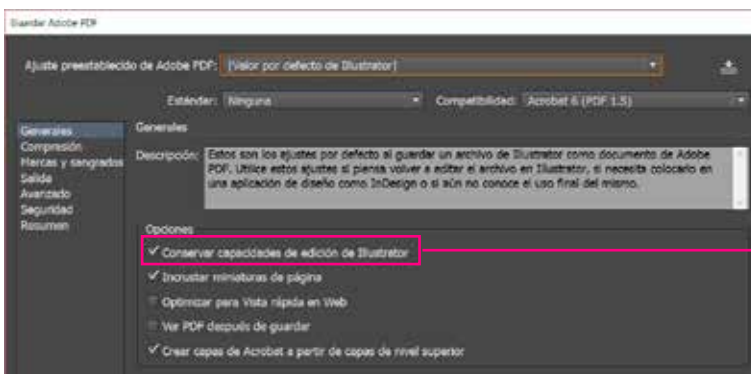 Guardar Adobe PDF
Ajuste preestablecido de Adobe PDF: [Valor por defecto de Illustrator]
Estándar: Ninguna Compatibilidad: Acrobat 6 (PDF 1.5)
Generales
Compresión
Marcas y sangrados
Salida
Avanzado
Seguridad
Resumen
Generales
Descripción: Estos son los ajustes por defecto al guardar un archivo de Illustrator como documento de Adobe
PDF. Utilice estos ajustes si piensa volver a editar el archivo en Illustrator, si necesita colocarlo en
una aplicación de diseño como InDesign o si aún no conoce el uso final del mismo.
Opciones
Conservar capacidades de edición de Illustrator
Incrustar miniaturas de página
Optimizar para Vista rápida en Web
Ver PDF después de guardar
Crear capas de Acrobat a partir de capas de nivel superior